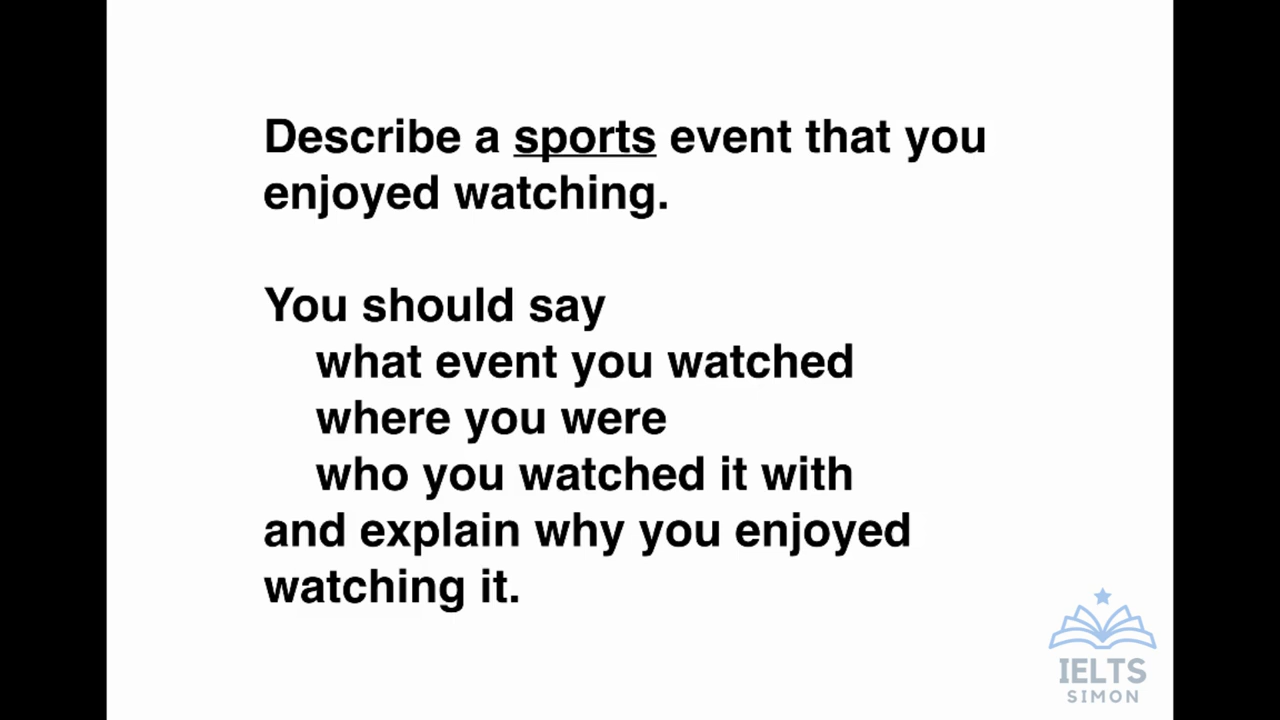 Describe a sports event that you
enjoyed watching.
You should say
what event you watched
where you were
who you watched it with
and explain why you enjoyed
watching it.
IELTS
SIMON